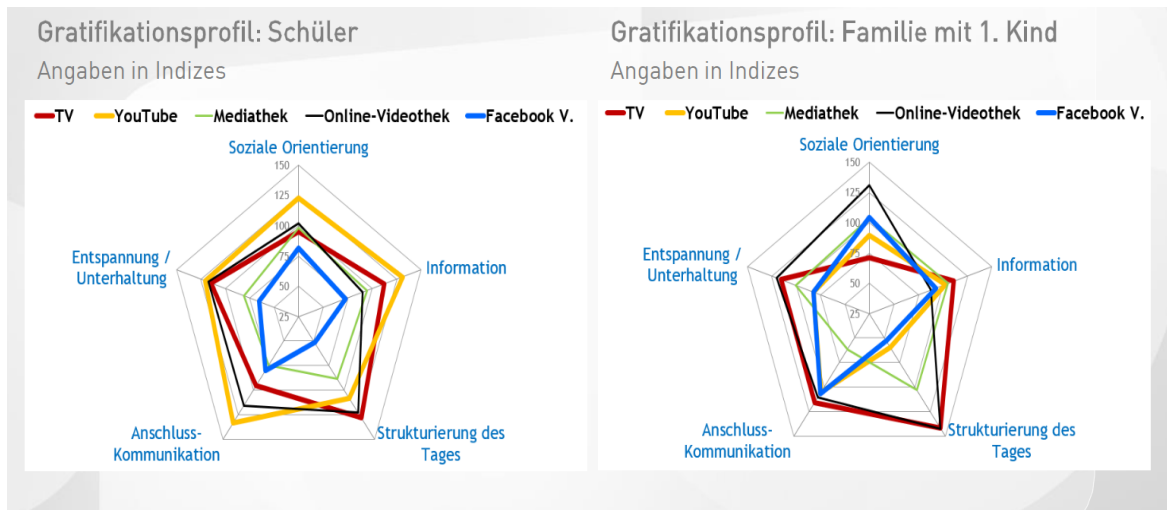 Gratifikationsprofil: Schüler
Angaben in Indizes
TV YouTube Mediathek Online-Videothek Facebook V.
Soziale Orientierung
150
125
100
75
50
25
Entspannung /
Unterhaltung
Information
Anschluss-
Kommunikation
Strukturierung des
Tages
Gratifikationsprofil: Familie mit 1. Kind
Angaben in Indizes
TV YouTube Mediathek Online-Videothek Facebook V.
Soziale Orientierung
150
125
100
75
50
25
Entspannung /
Unterhaltung
Information
Anschluss-
Kommunikation
Strukturierung des
Tages